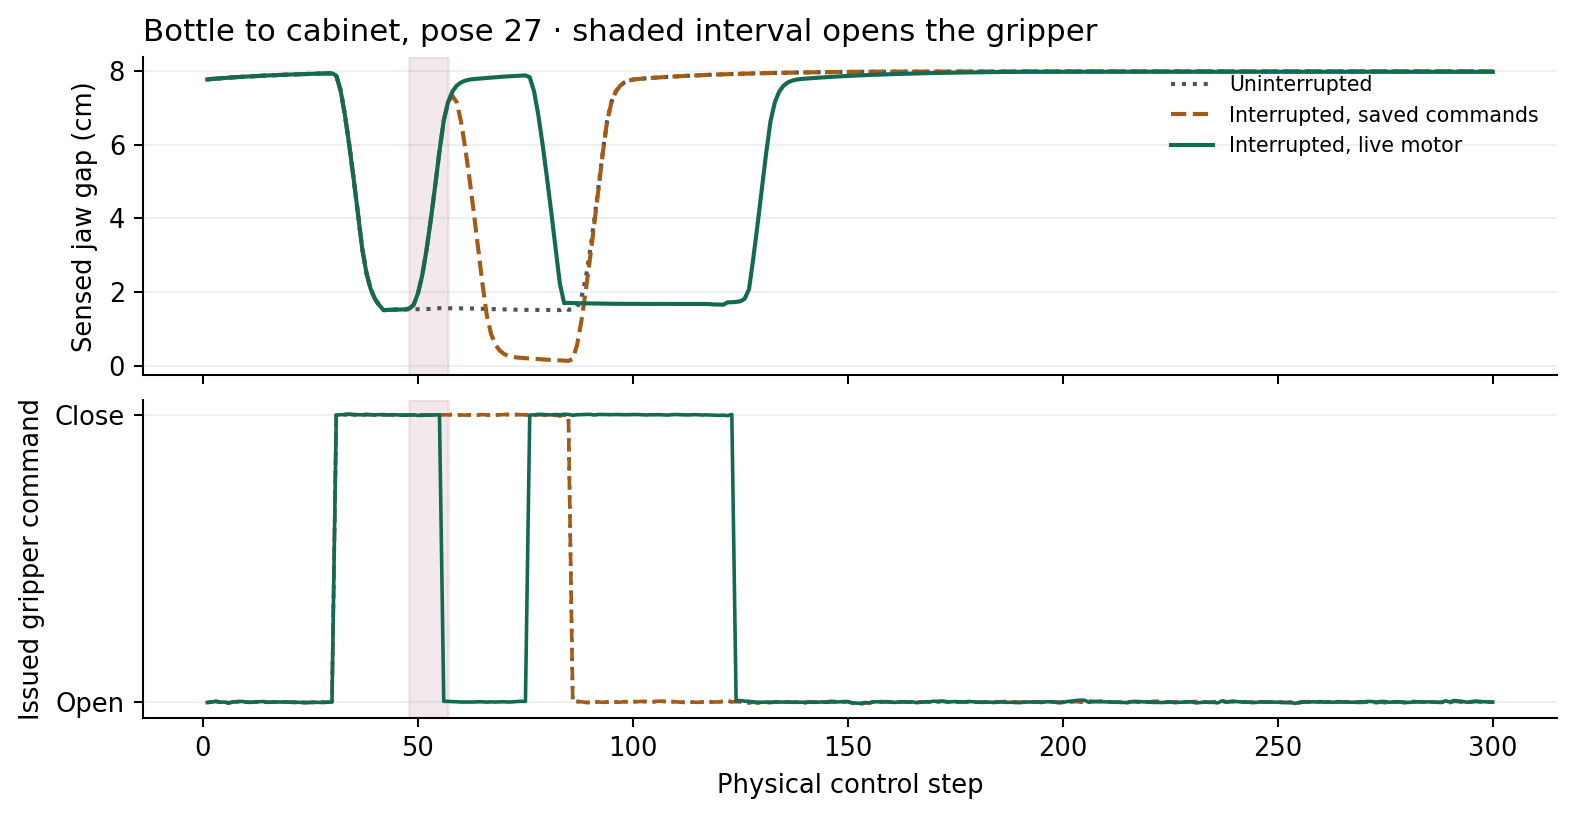 Bottle to cabinet, pose 27 · shaded interval opens the gripper
Sensed jaw gap (cm)
8
6
4
2
0
Uninterrupted
Interrupted, saved commands
Interrupted, live motor
Issued gripper command
Close
Open
0 50 100 150 200 250 300
Physical control step